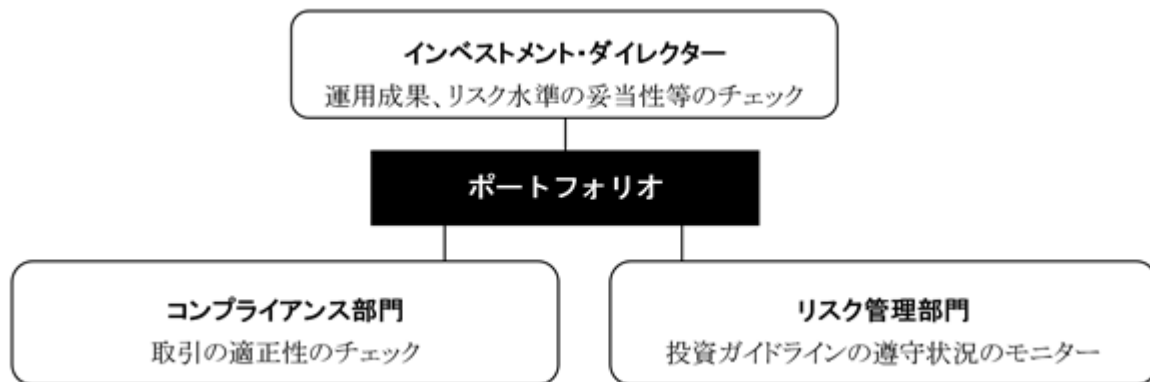 インベストメント・ダイレクター
運用成果、リスク水準の妥当性等のチェック
ポートフォリオ
コンプライアンス部門
取引の適正性のチェック
リスク管理部門
投資ガイドラインの遵守状況のモニター